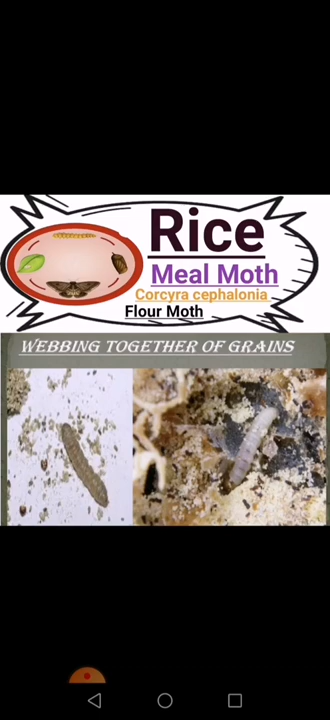 Rice
Meal Moth
Corcyra cephalonia
Flour Moth
WEBBING TOGETHER OF GRAINS